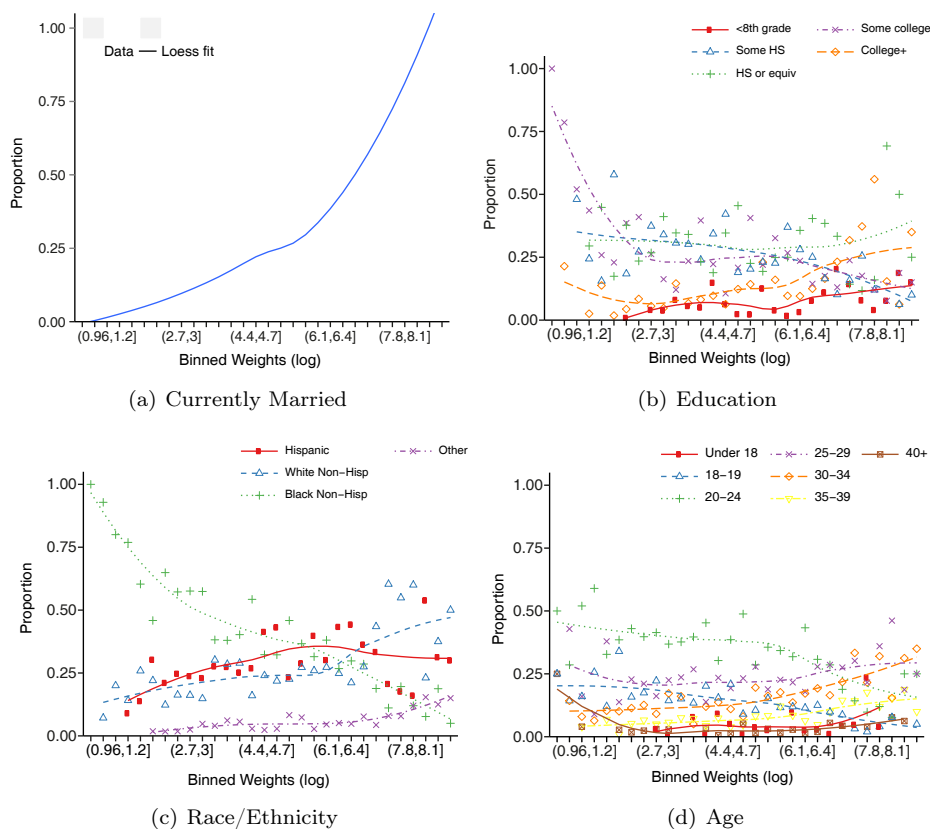 1.00
0.75
0.50
0.25
0.00
Proportion
Data — Loess fit
(0.96,1.2] (2.7,3] (4.4,4.7] (6.1,6.4] (7.8,8.1]
Binned Weights (log)
(a) Currently Married
<8th grade Some college
Some HS College+
HS or equiv
1.00
0.75
0.50
0.25
0.00
Proportion
(0.96,1.2] (2.7,3] (4.4,4.7] (6.1,6.4] (7.8,8.1]
Binned Weights (log)
(b) Education
Hispanic Other
White Non-Hisp
Black Non-Hisp
1.00
0.75
0.50
0.25
0.00
Proportion
(0.96,1.2] (2.7,3] (4.4,4.7] (6.1,6.4] (7.8,8.1]
Binned Weights (log)
(c) Race/Ethnicity
Under 18 25-29 40+
18-19 30-34
20-24 35-39
1.00
0.75
0.50
0.25
0.00
Proportion
(0.96,1.2] (2.7,3] (4.4,4.7] (6.1,6.4] (7.8,8.1]
Binned Weights (log)
(d) Age